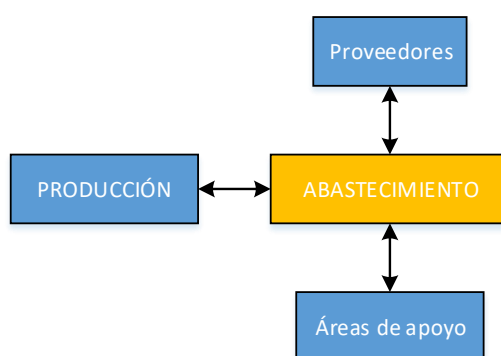 Proveedores
PRODUCCIÓN
ABASTECIMIENTO
Áreas de apoyo